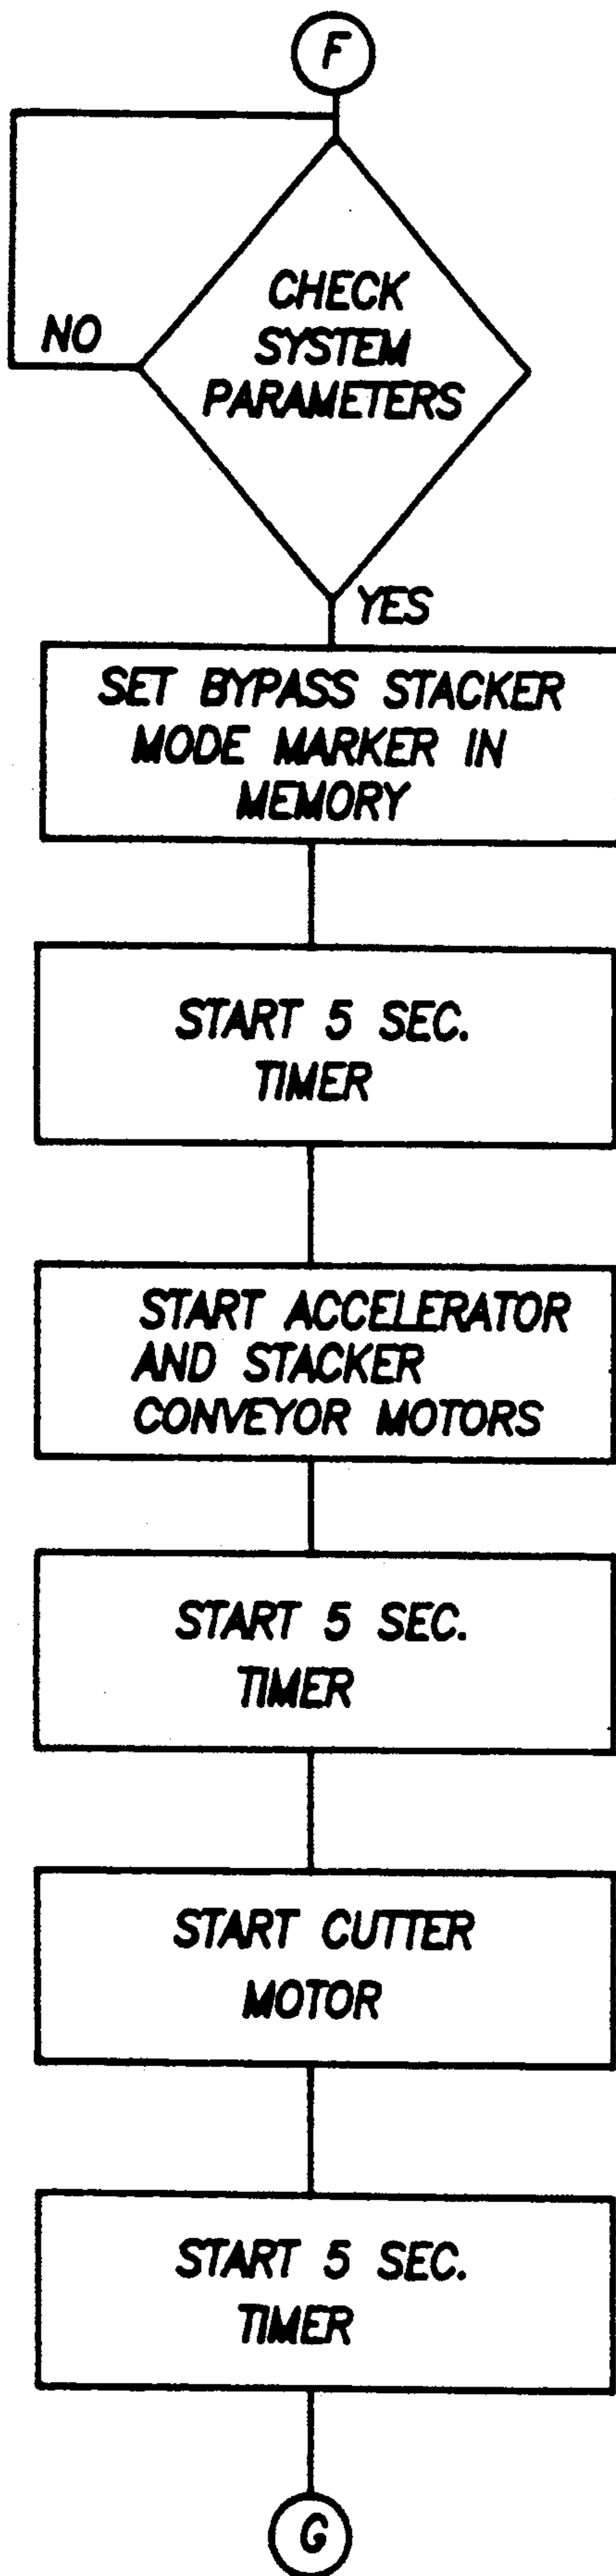 F
CHECK
SYSTEM
PARAMETERS
NO
YES
SET BYPASS STACKER
MODE MARKER IN
MEMORY
START 5 SEC.
TIMER
START ACCELERATOR
AND STACKER
CONVEYOR MOTORS
START 5 SEC.
TIMER
START CUTTER
MOTOR
START 5 SEC.
TIMER
G